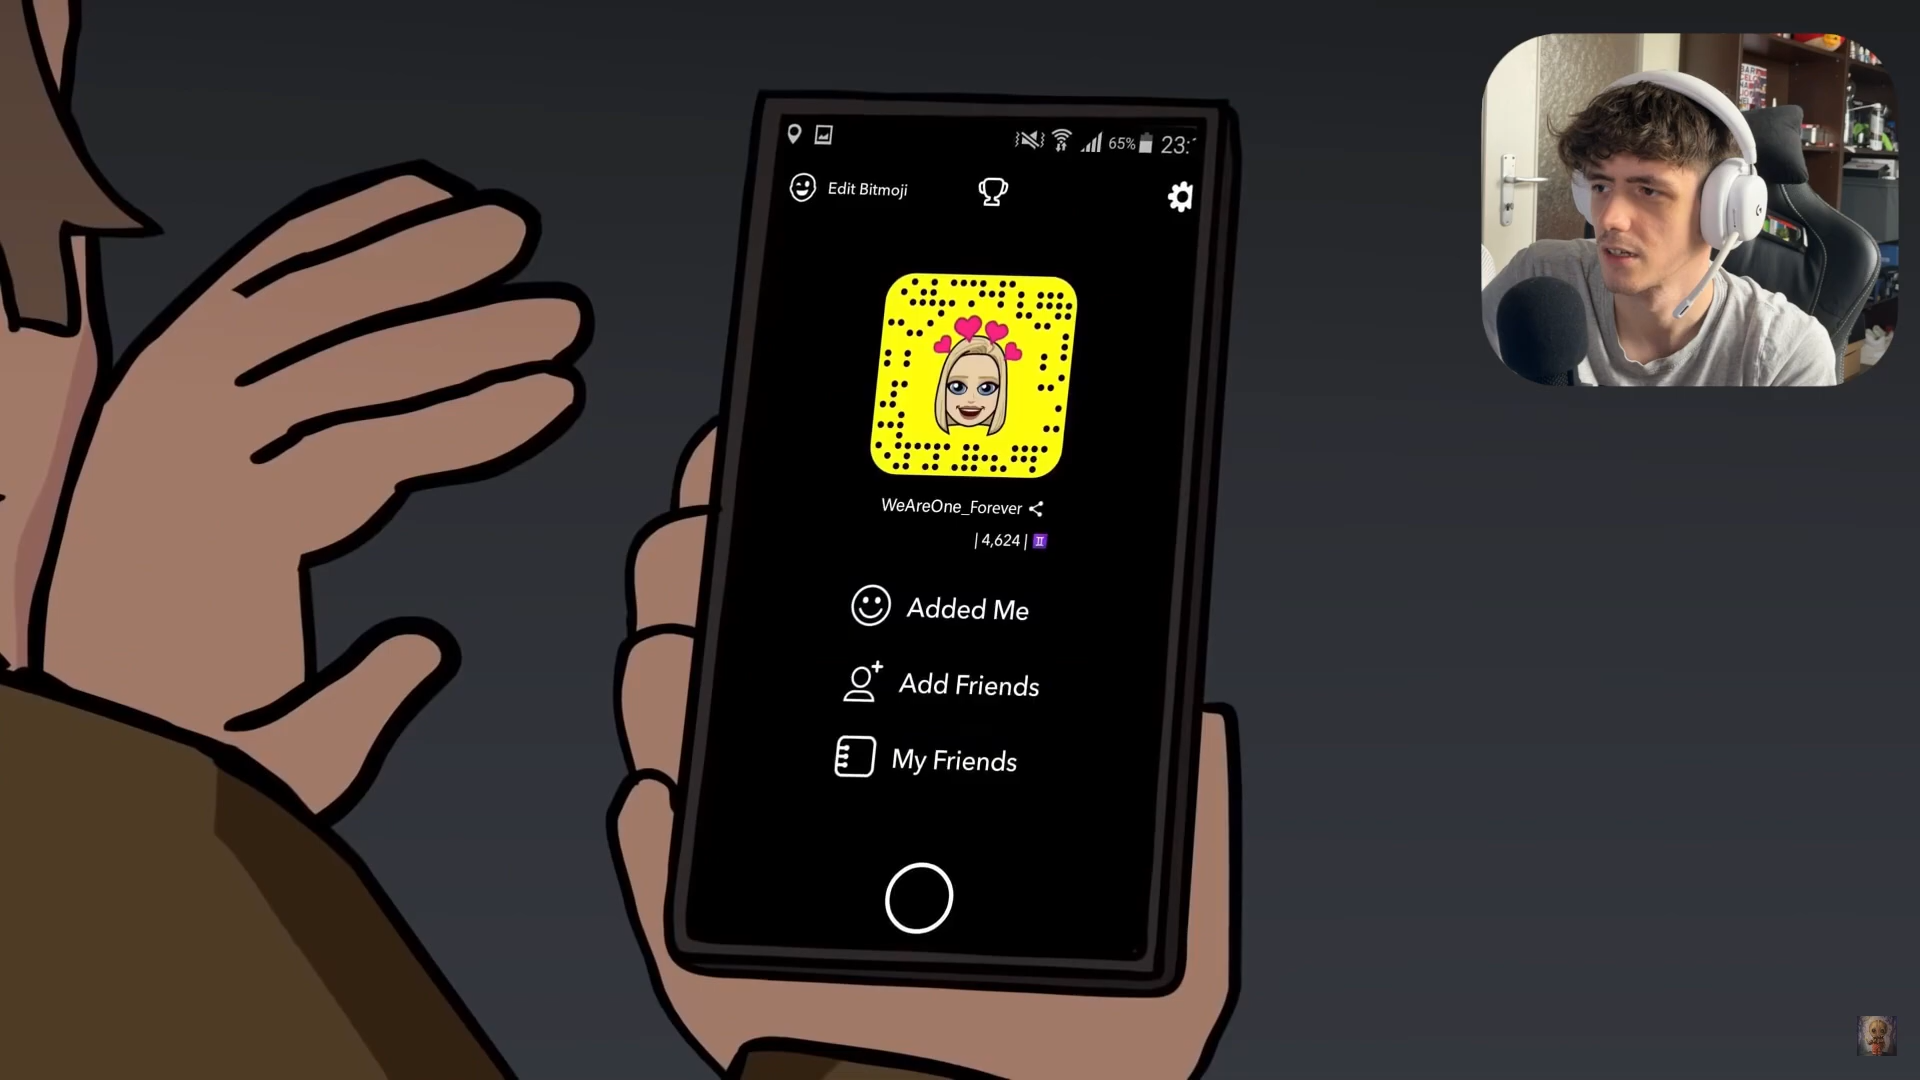 65% 23:
Edit Bitmoji
WeAreOne_Forever
| 4,624 | ♊
Added Me
Add Friends
My Friends